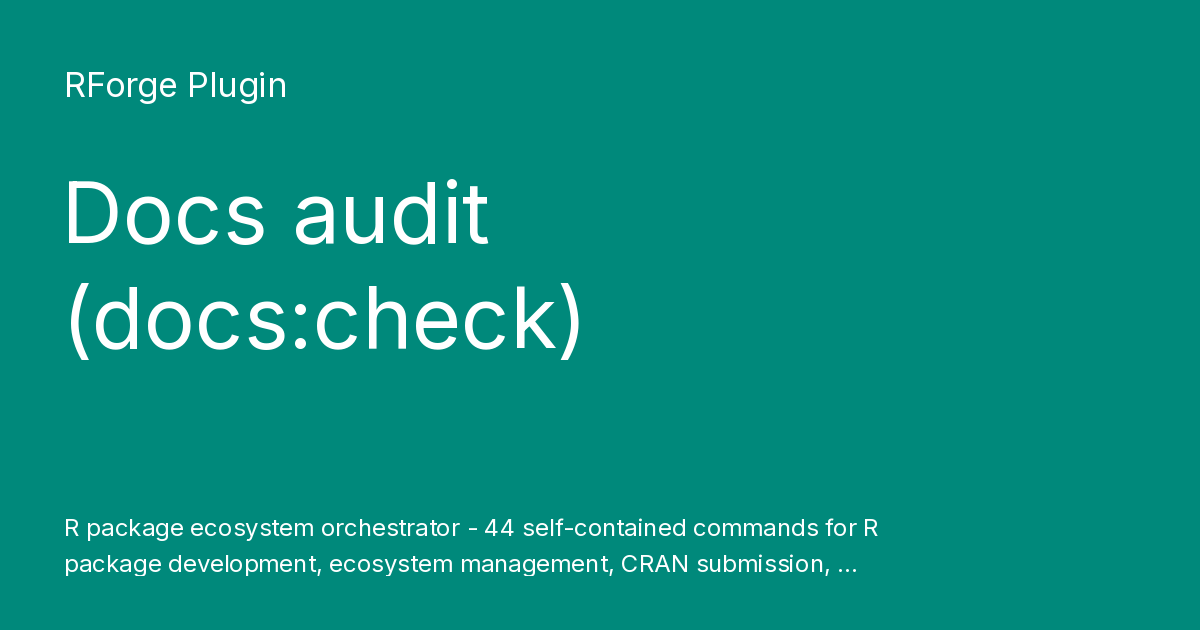 RForge Plugin
Docs audit
(docs:check)
R package ecosystem orchestrator - 44 self-contained commands for R
package development, ecosystem management, CRAN submission, ...